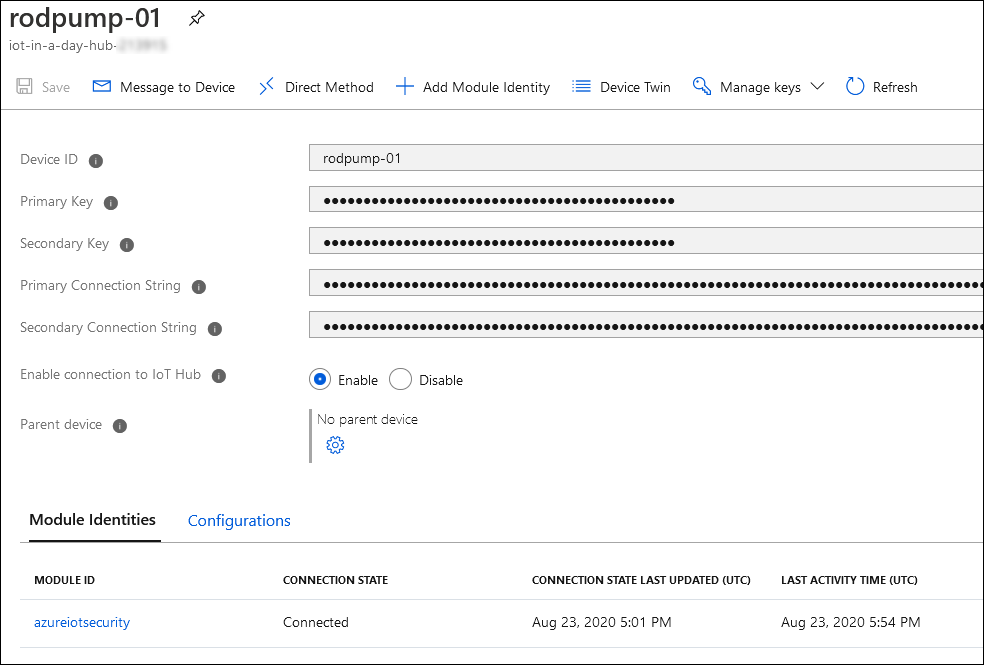 rodpump-01
iot-in-a-day-hub-
Save Message to Device Direct Method Add Module Identity Device Twin Manage keys Refresh
Device ID rodpump-01
Primary Key ••••••••••••••••••••••••••••••••••••••••••••
Secondary Key ••••••••••••••••••••••••••••••••••••••••••••
Primary Connection String
Secondary Connection String
Enable connection to IoT Hub Enable Disable
Parent device No parent device
Module Identities Configurations
MODULE ID CONNECTION STATE CONNECTION STATE LAST UPDATED (UTC) LAST ACTIVITY TIME (UTC)
azureiotsecurity Connected Aug 23, 2020 5:01 PM Aug 23, 2020 5:54 PM